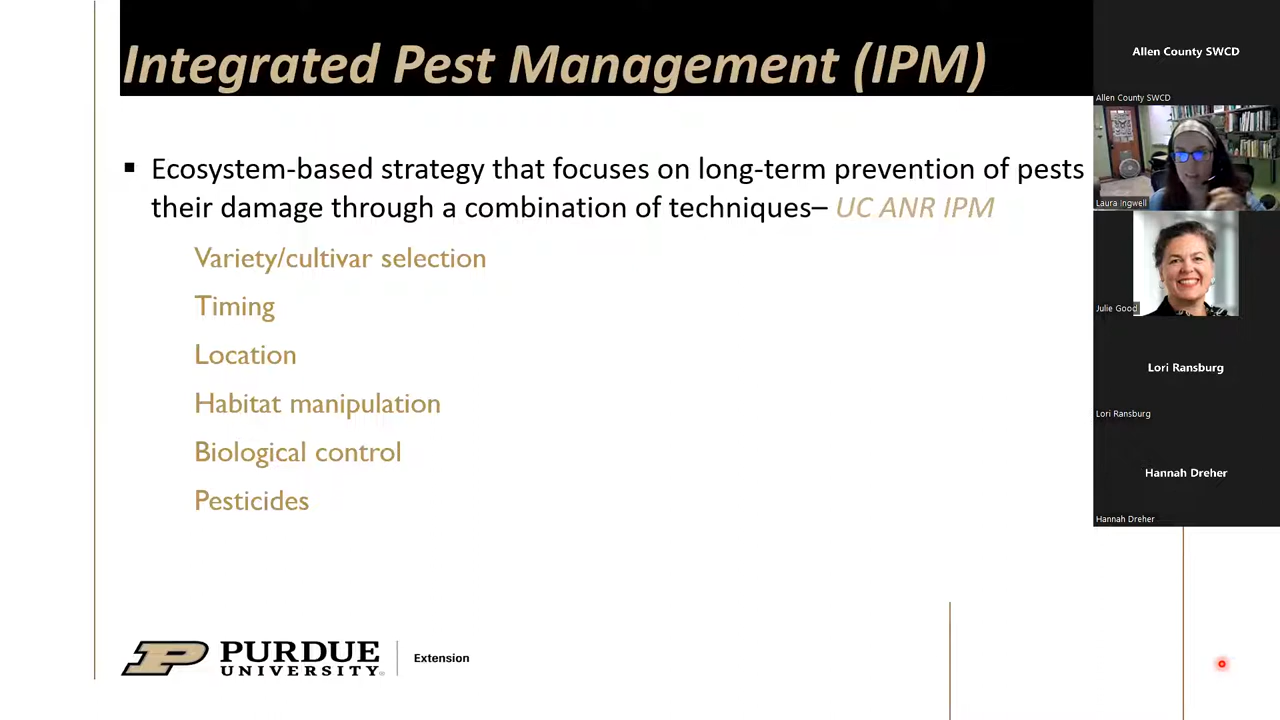 Integrated Pest Management (IPM)
Ecosystem-based strategy that focuses on long-term prevention of pests
their damage through a combination of techniques– UC ANR IPM
Variety/cultivar selection
Timing
Location
Habitat manipulation
Biological control
Pesticides
PURDUE
UNIVERSITY®
Extension
Allen County SWCD
Allen County SWCD
Laura Ingwell
Julie Good
Lori Ransburg
Lori Ransburg
Hannah Dreher
Hannah Dreher